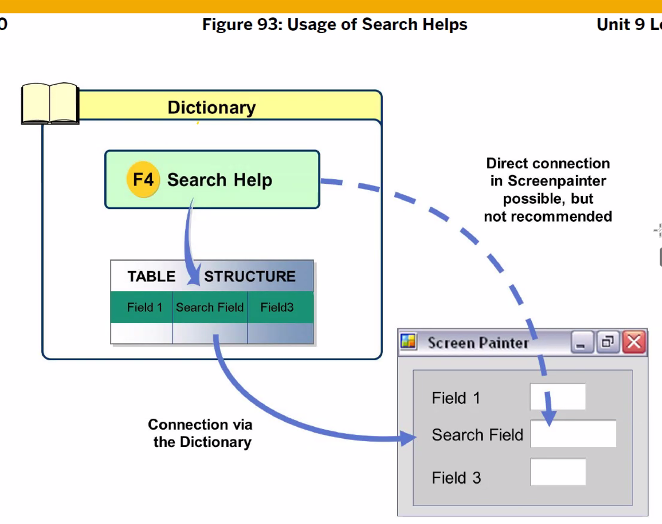 0
Figure 93: Usage of Search Helps
Unit 9 Le
Dictionary
F4 Search Help
Direct connection
in Screenpainter
possible, but
not recommended
TABLE STRUCTURE
Field 1 Search Field Field3
Screen Painter
Field 1
Search Field
Field 3
Connection via
the Dictionary